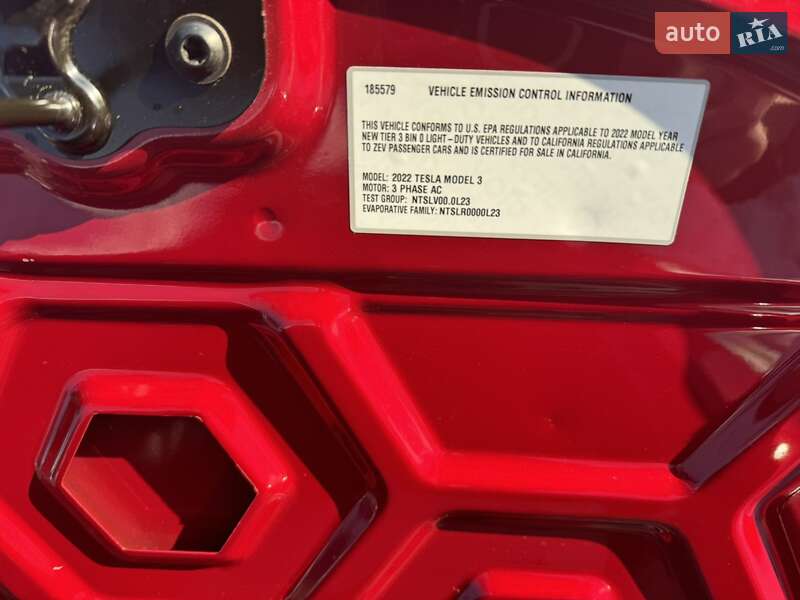 auto RIA .com
185579 VEHICLE EMISSION CONTROL INFORMATION
THIS VEHICLE CONFORMS TO U.S. EPA REGULATIONS APPLICABLE TO 2022 MODEL YEAR
NEW TIER 3 BIN 0 LIGHT-DUTY VEHICLES AND TO CALIFORNIA REGULATIONS APPLICABLE
TO ZEV PASSENGER CARS AND IS CERTIFIED FOR SALE IN CALIFORNIA.
MODEL: 2022 TESLA MODEL 3
MOTOR: 3 PHASE AC
TEST GROUP: NTSLV00.0L23
EVAPORATIVE FAMILY: NTSLR0000L23